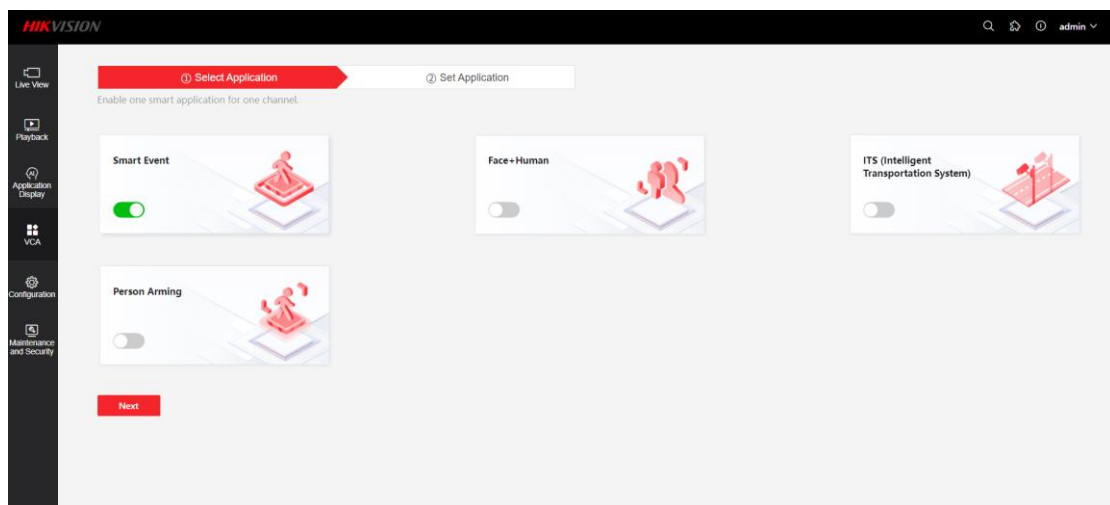 HIKVISION
admin
Live View
Playback
AI
Application
Display
VCA
Configuration
Maintenance
and Security
① Select Application
② Set Application
Enable one smart application for one channel.
Smart Event
Face+Human
ITS (Intelligent
Transportation System)
Person Arming
Next